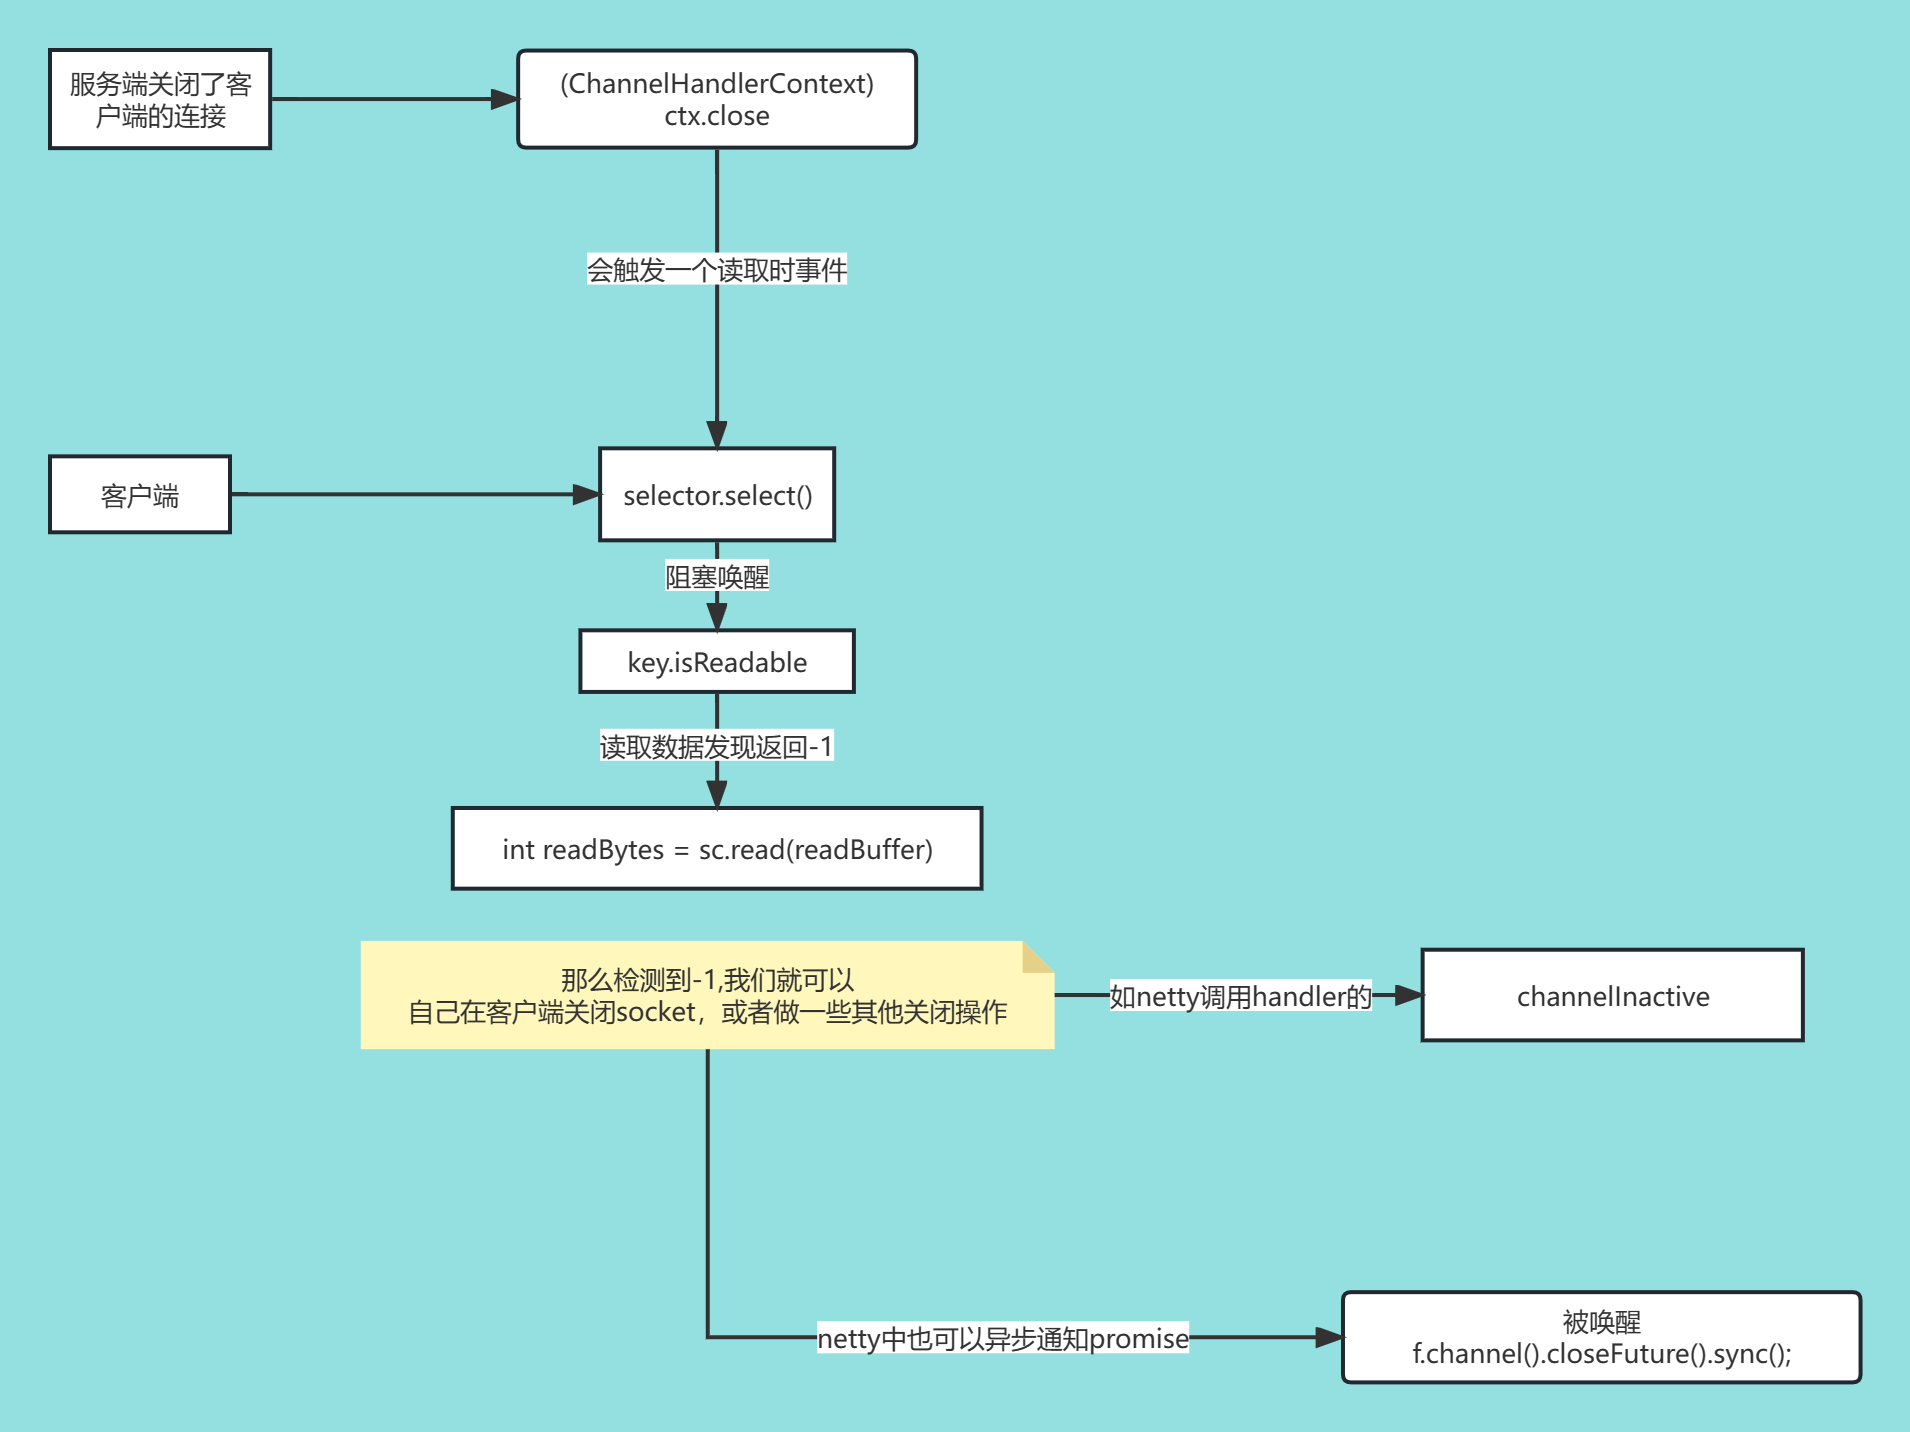 服务端关闭了客
户端的连接
(ChannelHandlerContext)
ctx.close
会触发一个读取时事件
客户端
selector.select()
阻塞唤醒
key.isReadable
读取数据发现返回-1
int readBytes = sc.read(readBuffer)
那么检测到-1,我们就可以
自己在客户端关闭socket，或者做一些其他关闭操作
如netty调用handler的
channelInactive
netty中也可以异步通知promise
被唤醒
f.channel().closeFuture().sync();